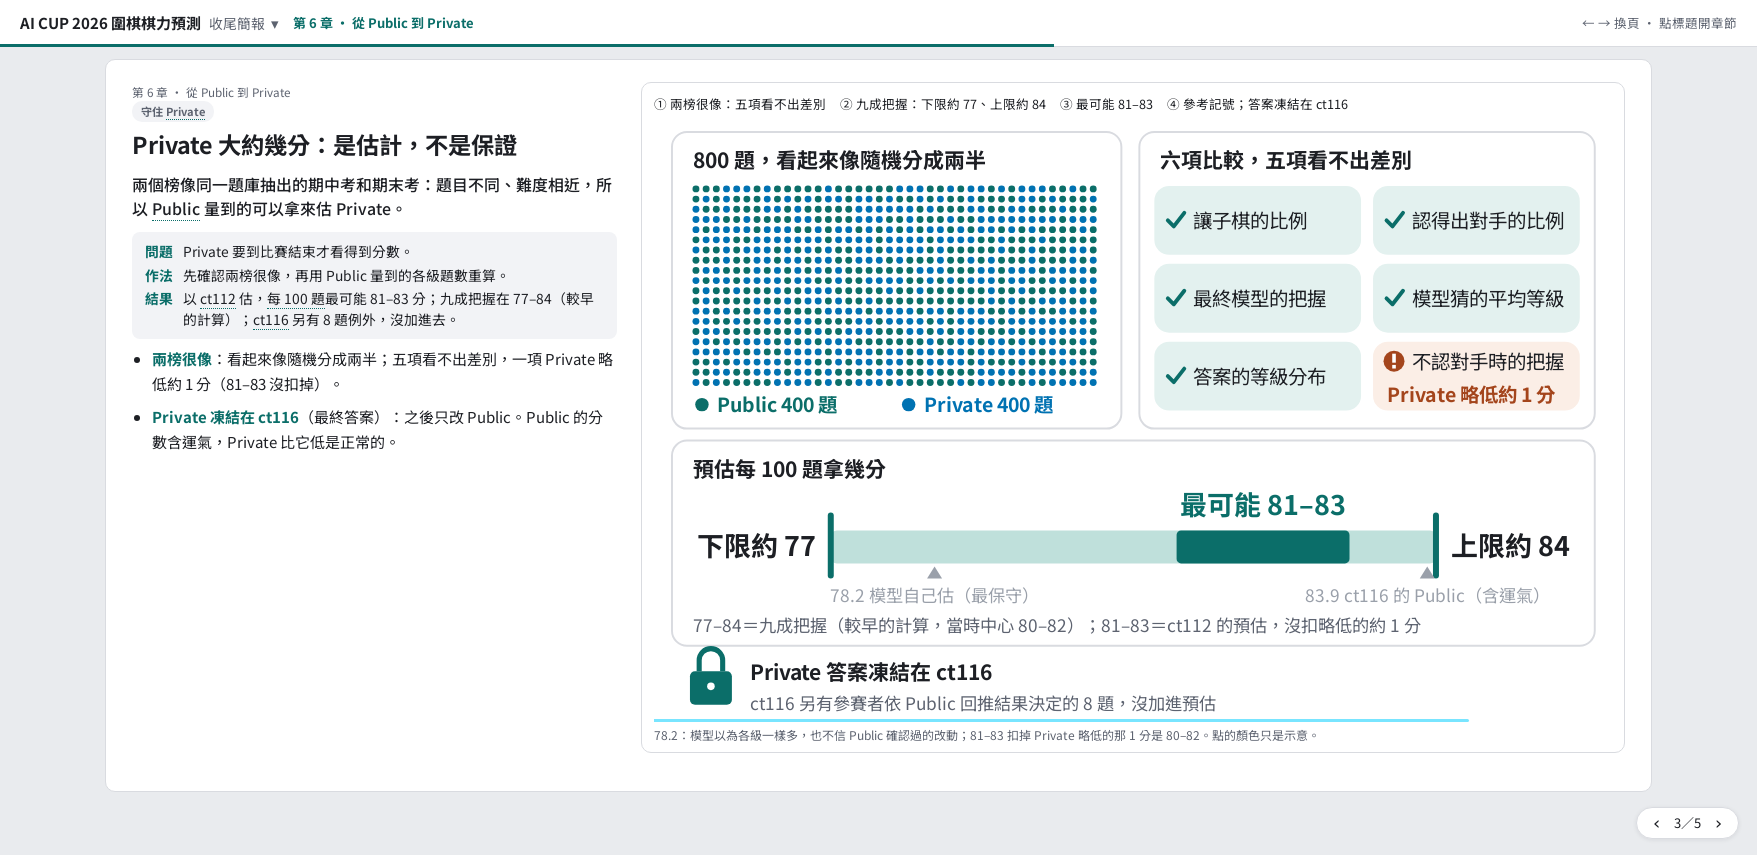 AI CUP 2026 圍棋棋力預測 收尾簡報 ▼ 第 6 章 · 從 Public 到 Private
←→ 換頁 · 點標題開章節
第 6 章 · 從 Public 到 Private
守住 Private
Private 大約幾分：是估計，不是保證
兩個榜像同一題庫抽出的期中考和期末考：題目不同、難度相近，所
以 Public 量到的可以拿來估 Private。
問題 Private 要到比賽結束才看得到分數。
作法 先確認兩榜很像，再用 Public 量到的各級題數重算。
結果 以 ct112 估，每 100 題最可能 81–83 分；九成把握在 77–84（較早
的計算）；ct116 另有 8 題例外，沒加進去。
• 兩榜很像：看起來像隨機分成兩半；五項看不出差別，一項 Private 略
低約 1 分（81–83 沒扣掉）。
• Private 凍結在 ct116（最終答案）：之後只改 Public。Public 的分
數含運氣，Private 比它低是正常的。
① 兩榜很像：五項看不出差別 ② 九成把握：下限約 77、上限約 84 ③ 最可能 81–83 ④ 參考記號；答案凍結在 ct116
800 題，看起來像隨機分成兩半
Public 400 題 Private 400 題
六項比較，五項看不出差別
讓子棋的比例 認得出對手的比例
最終模型的把握 模型猜的平均等級
答案的等級分布 不認對手時的把握
Private 略低約 1 分
預估每 100 題拿幾分
最可能 81–83
下限約 77 上限約 84
78.2 模型自己估（最保守） 83.9 ct116 的 Public（含運氣）
77–84＝九成把握（較早的計算，當時中心 80–82）；81–83＝ct112 的預估，沒扣略低的約 1 分
Private 答案凍結在 ct116
ct116 另有參賽者依 Public 回推結果決定的 8 題，沒加進預估
78.2：模型以為各級一樣多，也不信 Public 確認過的改動；81–83 扣掉 Private 略低的那 1 分是 80–82。點的顏色只是示意。
‹ 3／5 ›